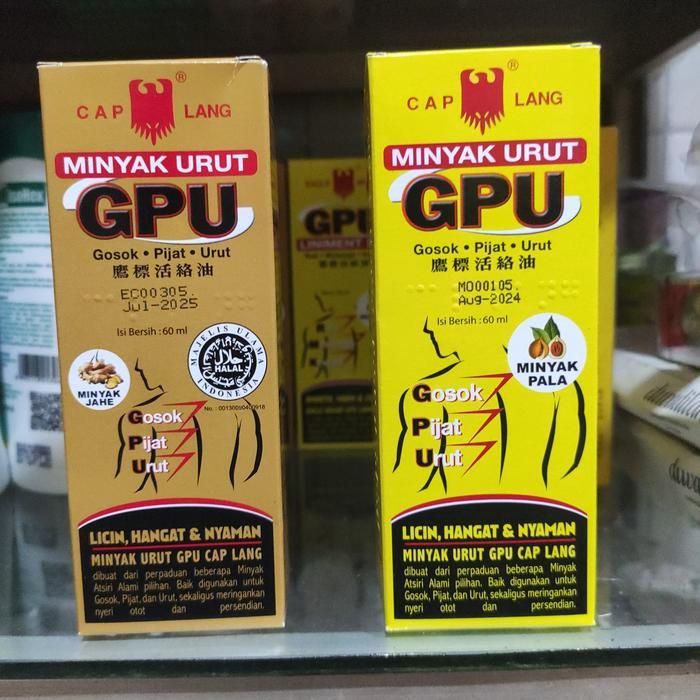 CAP LANG
MINYAK URUT
GPU
Gosok • Pijat • Urut
鷹標活絡油
EC00305.
Jul-2025
Isi Bersih : 60 ml
MINYAK
JAHE
MAJELIS ULAMA
INDONESIA
حلال
HALAL
Gosok
Pijat
Urut
LICIN, HANGAT & NYAMAN
MINYAK URUT GPU CAP LANG
dibuat dari perpaduan beberapa Minyak
Atsiri Alami pilihan. Baik digunakan untuk
Gosok, Pijat, dan Urut, sekaligus meringankan
nyeri otot dan persendian.
CAP LANG
MINYAK URUT
GPU
Gosok • Pijat • Urut
鷹標活絡油
MO00105.
Aug-2024
Isi Bersih : 60 ml
MINYAK
PALA
Gosok
Pijat
Urut
LICIN, HANGAT & NYAMAN
MINYAK URUT GPU CAP LANG
dibuat dari perpaduan beberapa Minyak
Atsiri Alami pilihan. Baik digunakan untuk
Gosok, Pijat, dan Urut, sekaligus meringankan
nyeri otot dan persendian.
EAGLE
GPU
LINIMENT